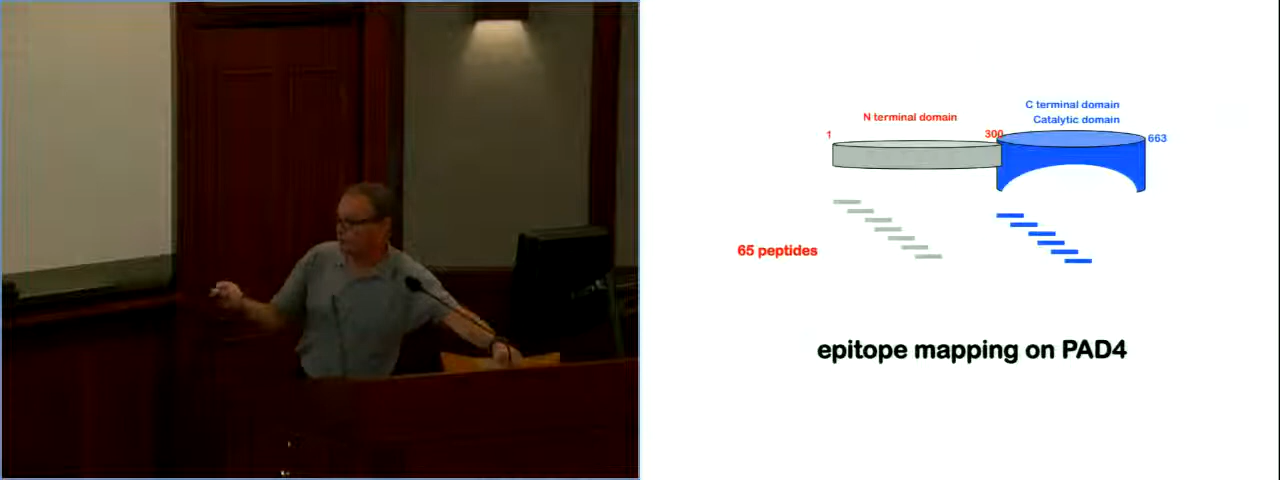 C terminal domain
N terminal domain
Catalytic domain
1
300
663
65 peptides
epitope mapping on PAD4